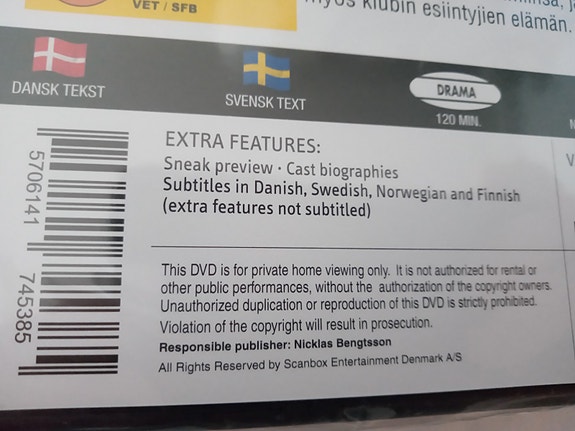 VET / SFB
myös klubin esiintyjien elämän.
DANSK TEKST
SVENSK TEXT
DRAMA
120 MIN.
EXTRA FEATURES:
Sneak preview · Cast biographies
Subtitles in Danish, Swedish, Norwegian and Finnish
(extra features not subtitled)
This DVD is for private home viewing only. It is not authorized for rental or
other public performances, without the authorization of the copyright owners.
Unauthorized duplication or reproduction of this DVD is strictly prohibited.
Violation of the copyright will result in prosecution.
Responsible publisher: Nicklas Bengtsson
All Rights Reserved by Scanbox Entertainment Denmark A/S
5706141 745385